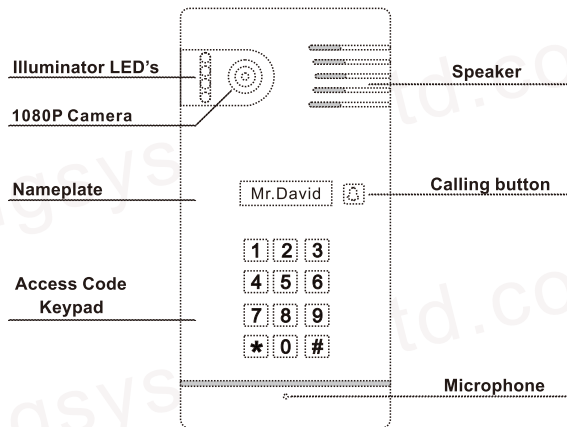 Illuminator LED's
Speaker
1080P Camera
Nameplate
Mr.David
Calling button
1 2 3
4 5 6
Access Code
Keypad
7 8 9
* 0 #
Microphone